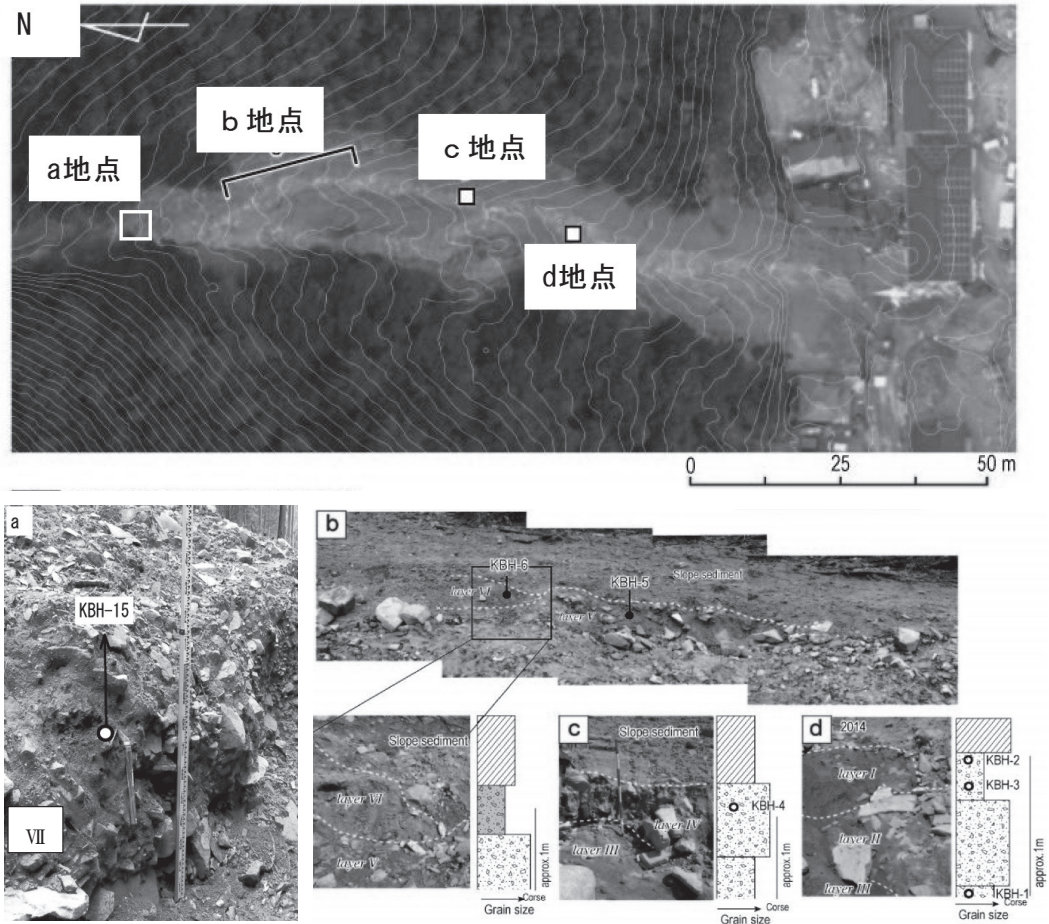 N
a地点
b 地点
c 地点
d地点
0 25 50 m
a
KBH-15
Ⅶ
b
KBH-6
layer VI
KBH-5
layer V
Slope sediment
layer VI
layer V
Slope sediment
approx.1m
Corse
Grain size
c
Slope sediment
layer IV
layer III
KBH-4
approx.1m
Corse
Grain size
d
2014
layer I
layer II
layer III
KBH-2
KBH-3
KBH-1
approx.1m
Corse
Grain size